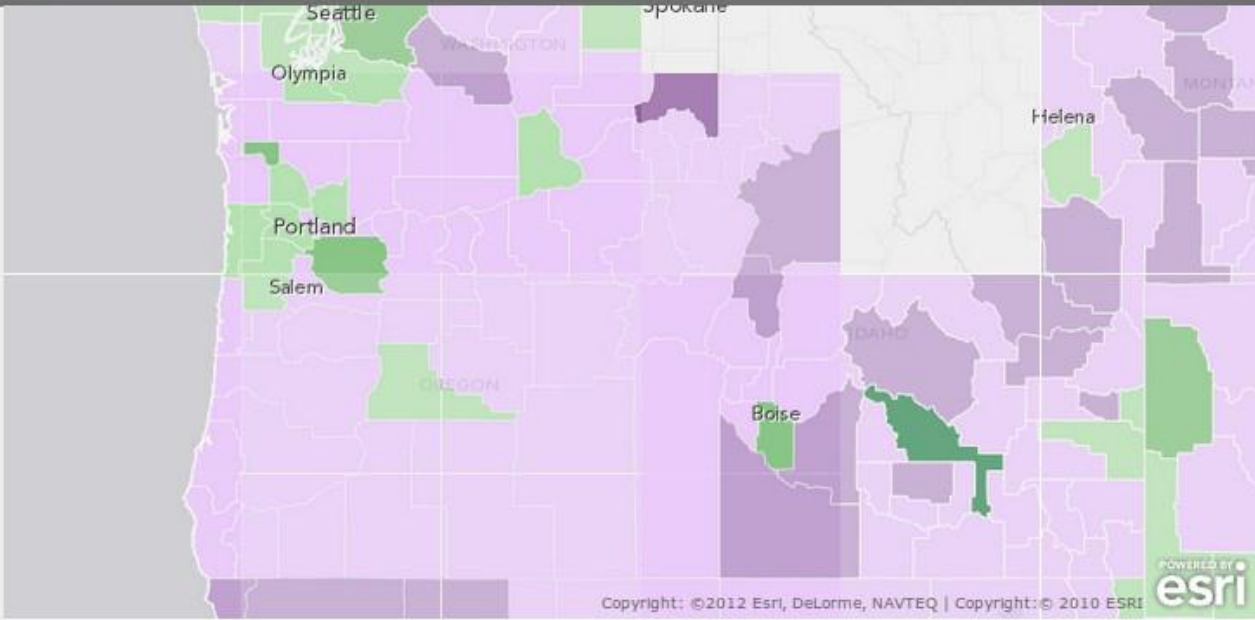 Seattle
Spokane
WASHINGTON
Olympia
MONTA
Helena
Portland
Salem
IDAHO
OREGON
Boise
POWERED BY
esri
Copyright: ©2012 Esri, DeLorme, NAVTEQ | Copyright:© 2010 ESRI